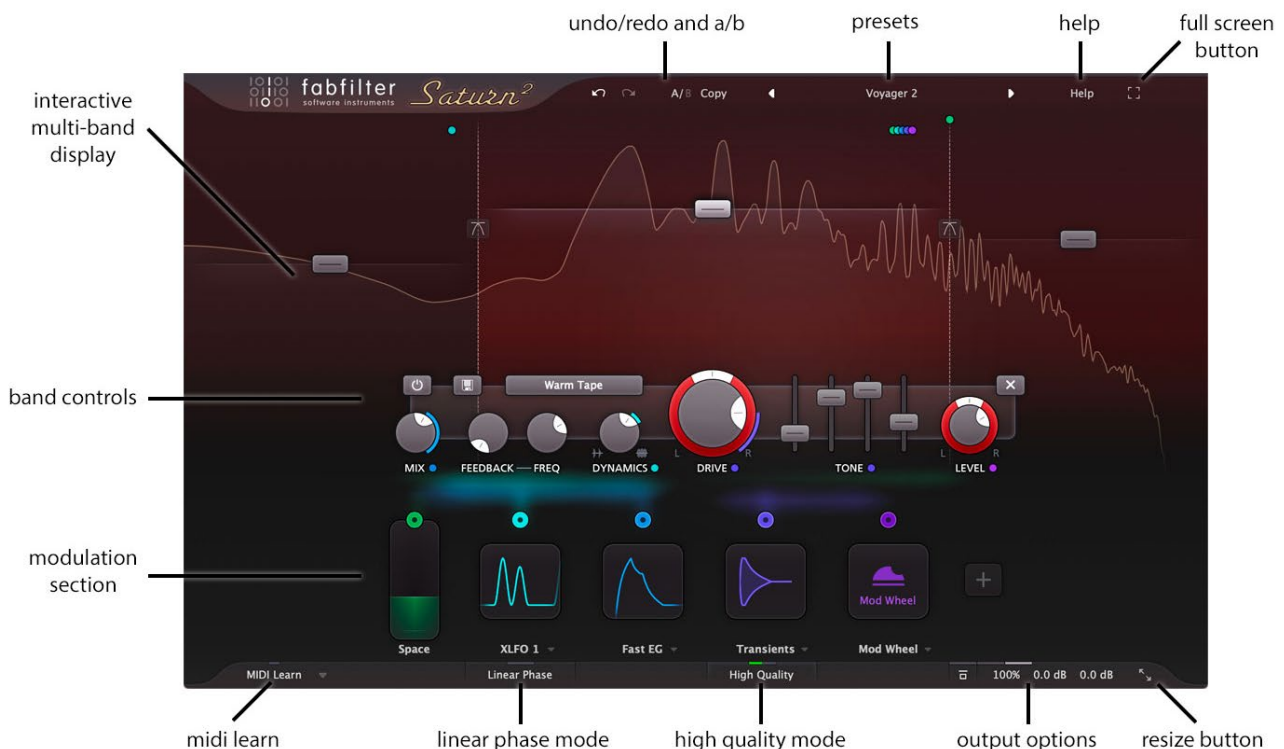 undo/redo and a/b
presets
help
full screen
button
interactive
multi-band
display
fabfilter
software instruments
Saturn 2
A/B Copy
Voyager 2
Help
band controls
Warm Tape
MIX
FEEDBACK
FREQ
DYNAMICS
L
DRIVE
R
TONE
L
LEVEL
R
modulation
section
Mod Wheel
Space
XLFO 1
Fast EG
Transients
Mod Wheel
MIDI Learn
Linear Phase
High Quality
100%
0.0 dB
0.0 dB
midi learn
linear phase mode
high quality mode
output options
resize button